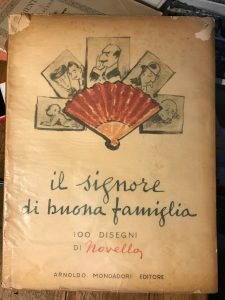 il signore
di buona famiglia
100 DISEGNI
DI Novello
ARNOLDO MONDADORI EDITORE